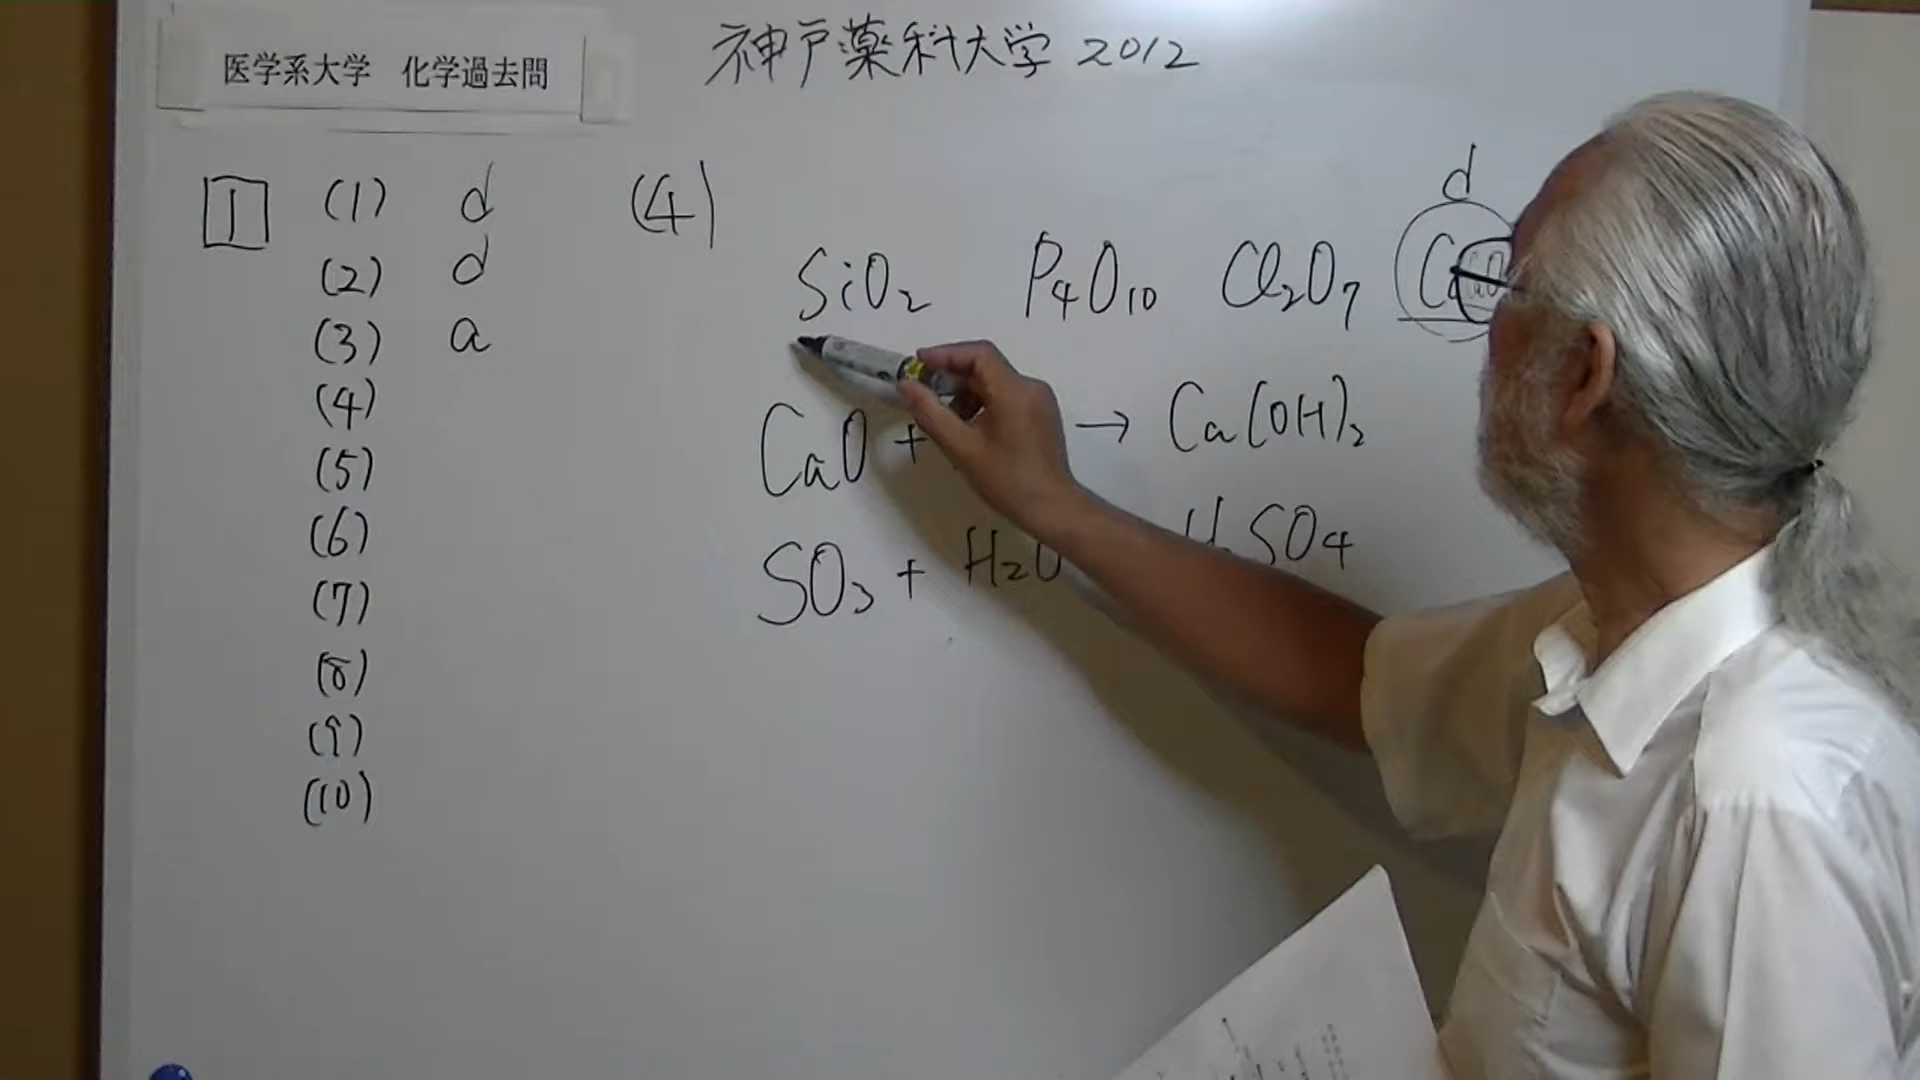 医学系大学 化学過去問
神戸薬科大学 2012
1 (1) d
(2) d
(3) a
(4)
(5)
(6)
(7)
(8)
(9)
(10)
(4)
d
SiO₂ P₄O₁₀ Cl₂O₇
CaO + → Ca(OH)₂
SO₃ + H₂O H₂SO₄